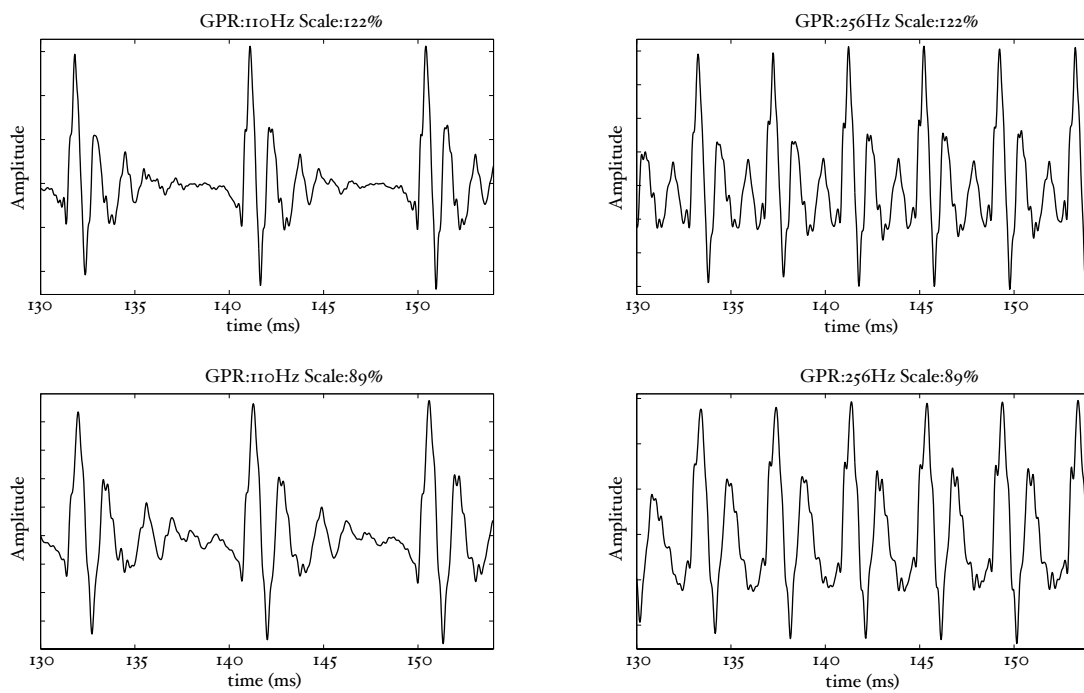 GPR:110Hz Scale:122%
Amplitude
130 135 140 145 150
time (ms)
GPR:256Hz Scale:122%
Amplitude
130 135 140 145 150
time (ms)
GPR:110Hz Scale:89%
Amplitude
130 135 140 145 150
time (ms)
GPR:256Hz Scale:89%
Amplitude
130 135 140 145 150
time (ms)